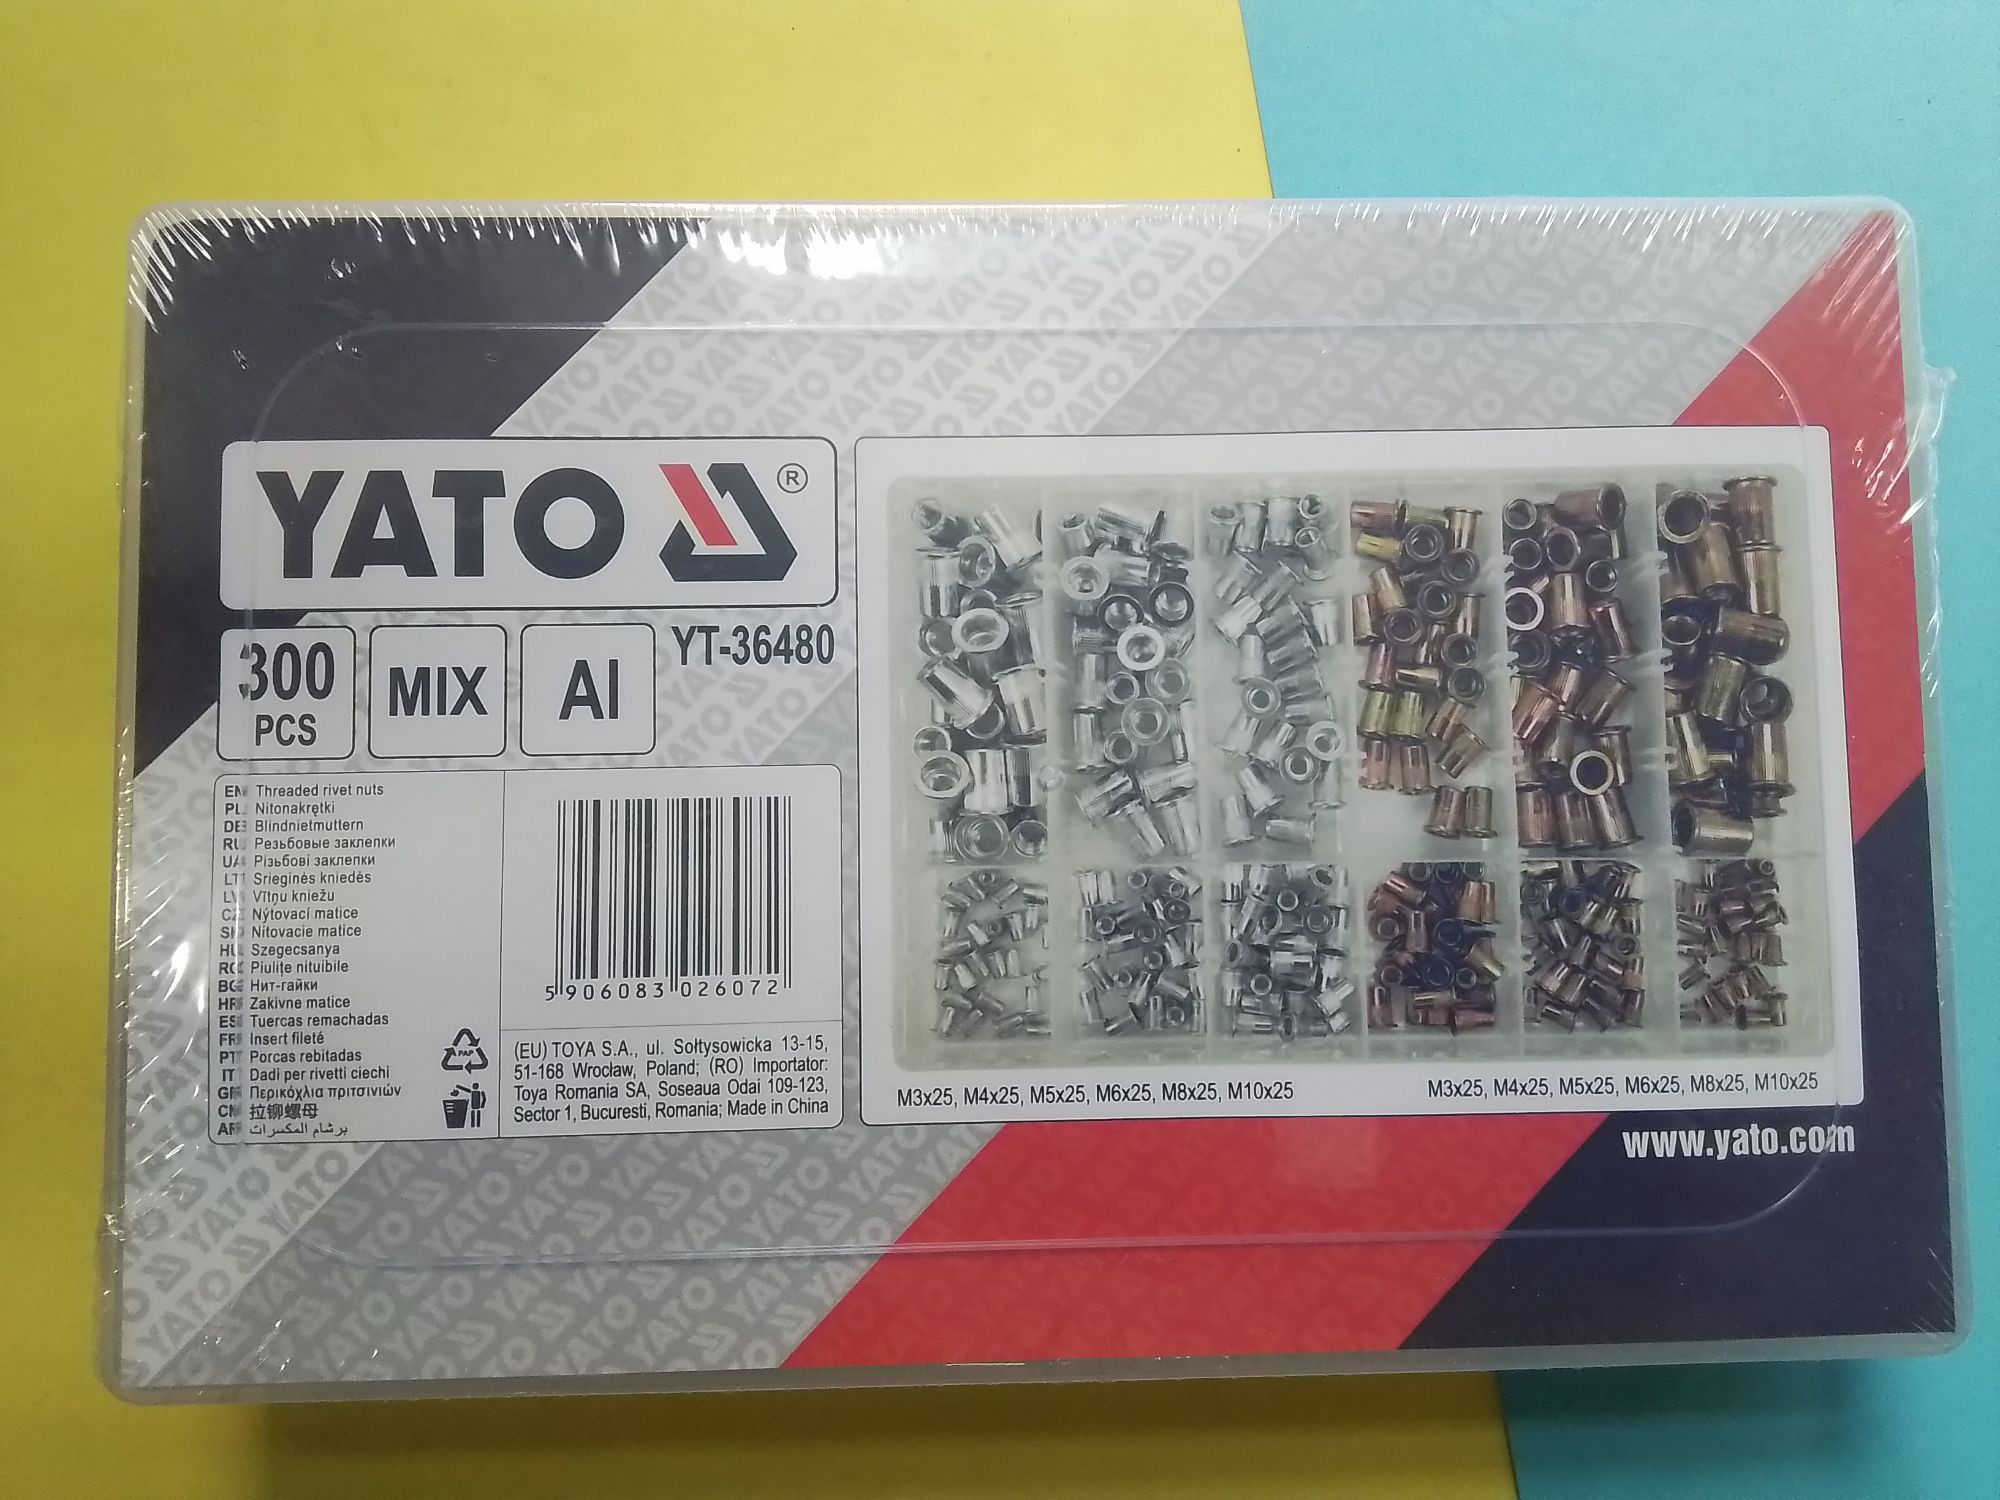 YATO ®
300 PCS
MIX
Al
YT-36480
EN Threaded rivet nuts
PL Nitonakrętki
DE Blindnietmuttern
RU Резьбовые заклепки
UA Різьбові заклепки
LT Srieginės kniedės
LV Vītņu kniežu
CZ Nýtovací matice
SK Nitovacie matice
HU Szegecsanya
RO Piulițe nituibile
BG Нит-гайки
HR Zakivne matice
ES Tuercas remachadas
FR Insert fileté
PT Porcas rebitadas
IT Dadi per rivetti ciechi
GR Περικόχλια πριτσινιών
CN 拉铆螺母
AR برشام المكسرات
5 906083 026072
PAP
(EU) TOYA S.A., ul. Sołtysowicka 13-15,
51-168 Wrocław, Poland; (RO) Importator:
Toya Romania SA, Soseaua Odai 109-123,
Sector 1, Bucuresti, Romania; Made in China
M3x25, M4x25, M5x25, M6x25, M8x25, M10x25
M3x25, M4x25, M5x25, M6x25, M8x25, M10x25
www.yato.com